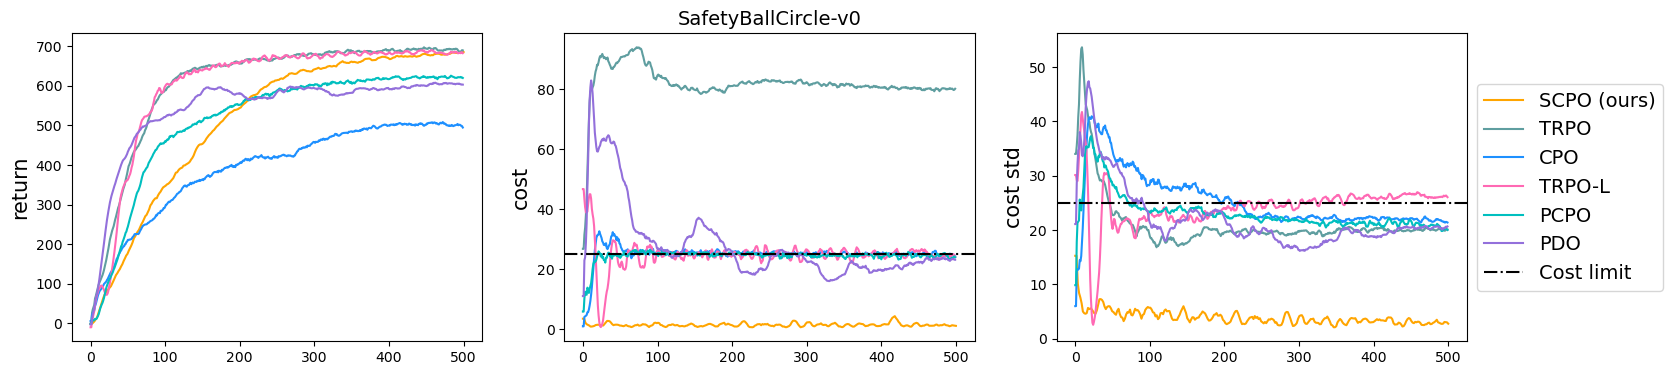 SafetyBallCircle-v0
return
700
600
500
400
300
200
100
0
0 100 200 300 400 500
cost
80
60
40
20
0
0 100 200 300 400 500
cost std
50
40
30
20
10
0
0 100 200 300 400 500
SCPO (ours)
TRPO
CPO
TRPO-L
PCPO
PDO
Cost limit